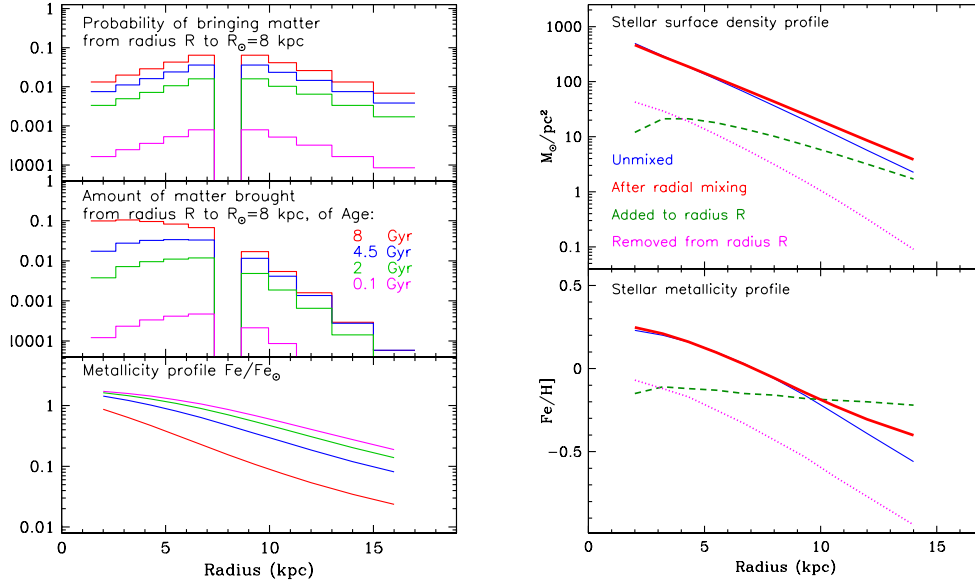 Probability of bringing matter
from radius R to R⊙=8 kpc
1
0.1
0.01
0.001
l0001
1
Amount of matter brought
from radius R to R⊙=8 kpc, of Age:
8 Gyr
4.5 Gyr
2 Gyr
0.1 Gyr
0.1
0.01
0.001
l0001
Metallicity profile Fe/Fe⊙
1
0.1
0.01
0 5 10 15
Radius (kpc)
Stellar surface density profile
1000
100
10
1
0.1
M⊙/pc²
Unmixed
After radial mixing
Added to radius R
Removed from radius R
Stellar metallicity profile
0.5
0
−0.5
Fe/H]
0 5 10 15
Radius (kpc)